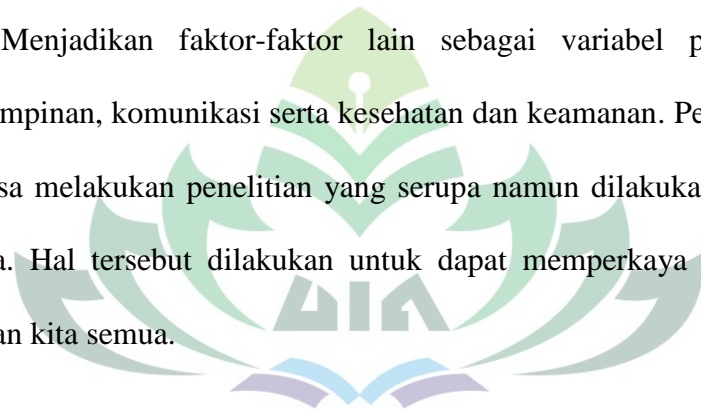 Menjadikan faktor-faktor lain sebagai variabel p
mpinan, komunikasi serta kesehatan dan keamanan. Pe
sa melakukan penelitian yang serupa namun dilakuka
a. Hal tersebut dilakukan untuk dapat memperkaya
an kita semua.
UIN